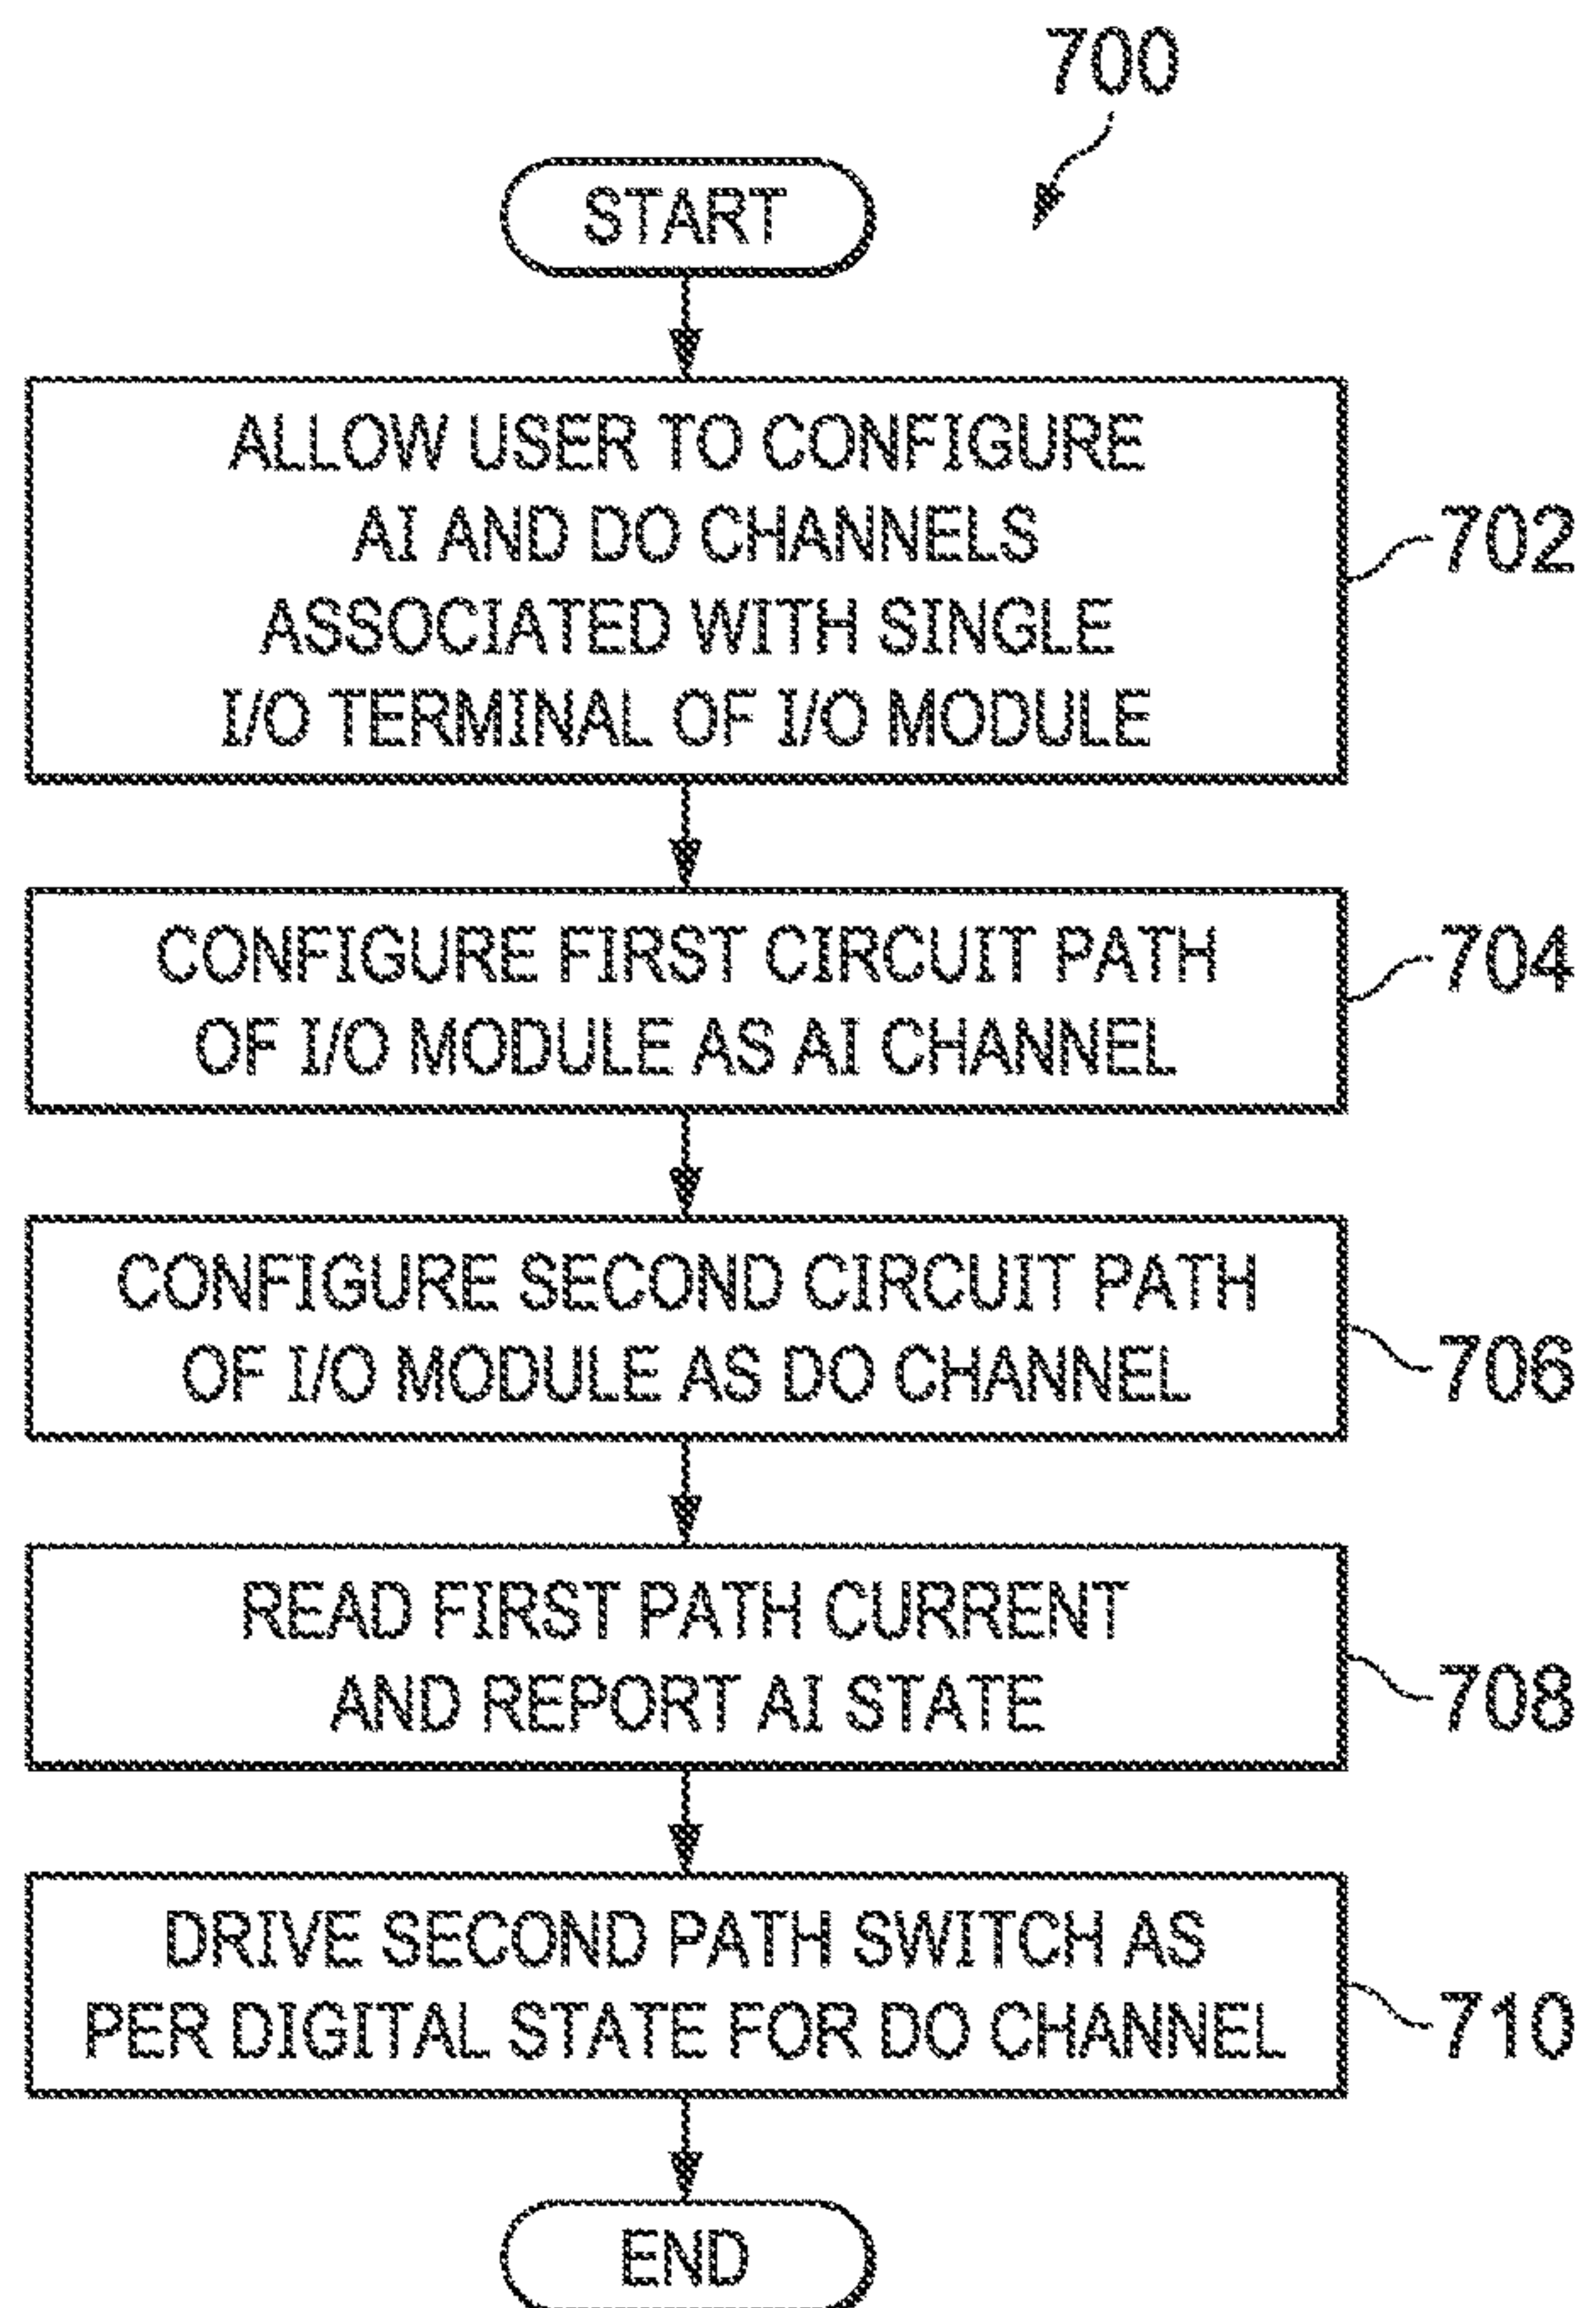 700
START
ALLOW USER TO CONFIGURE
AI AND DO CHANNELS
ASSOCIATED WITH SINGLE
I/O TERMINAL OF I/O MODULE
702
CONFIGURE FIRST CIRCUIT PATH
OF I/O MODULE AS AI CHANNEL
704
CONFIGURE SECOND CIRCUIT PATH
OF I/O MODULE AS DO CHANNEL
706
READ FIRST PATH CURRENT
AND REPORT AI STATE
708
DRIVE SECOND PATH SWITCH AS
PER DIGITAL STATE FOR DO CHANNEL
710
END